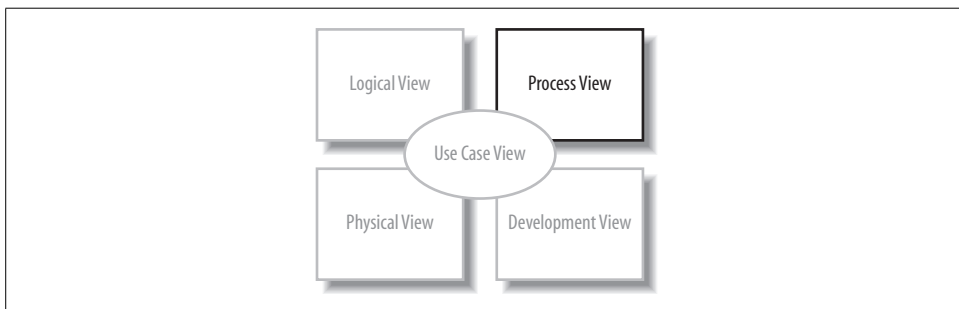 Logical View
Process View
Use Case View
Physical View
Development View